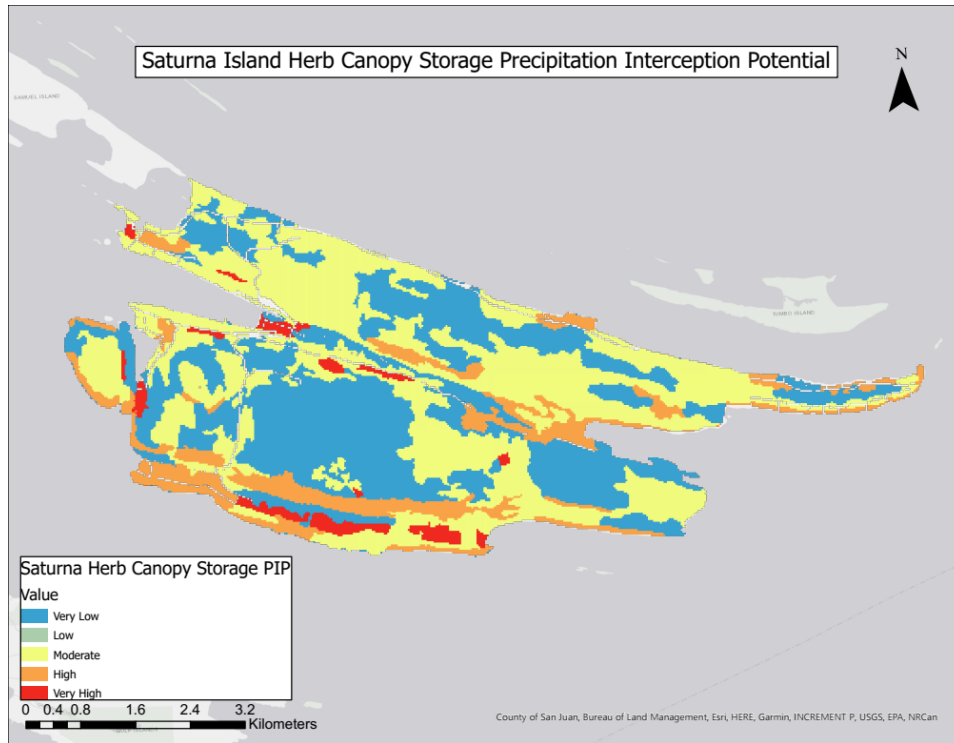 Saturna Island Herb Canopy Storage Precipitation Interception Potential
N
SAMUEL ISLAND
TUMBO ISLAND
Saturna Herb Canopy Storage PIP
Value
Very Low
Low
Moderate
High
Very High
0 0.4 0.8 1.6 2.4 3.2
Kilometers
County of San Juan, Bureau of Land Management, Esri, HERE, Garmin, INCREMENT P, USGS, EPA, NRCan